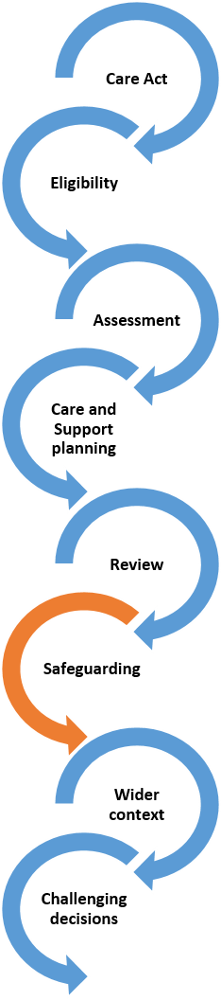 Care Act
Eligibility
Assessment
Care and
Support
planning
Review
Safeguarding
Wider
context
Challenging
decisions